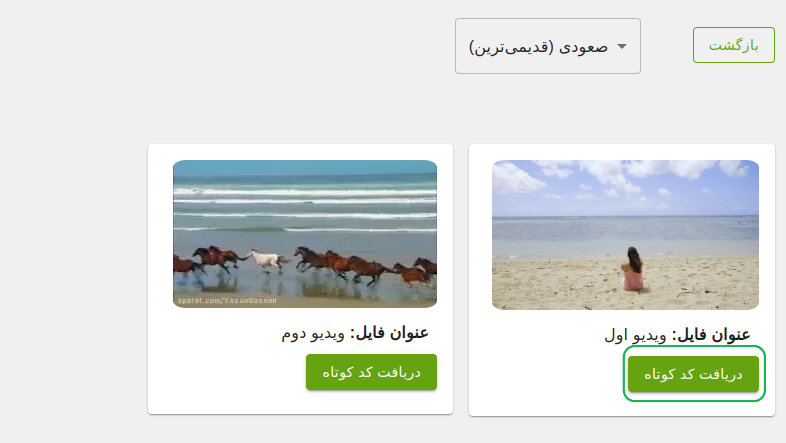 بازگشت
صعودی (قدیمی‌ترین)
عنوان فایل: ویدیو اول
دریافت کد کوتاه
aparat.com/YasanGasemi
عنوان فایل: ویدیو دوم
دریافت کد کوتاه